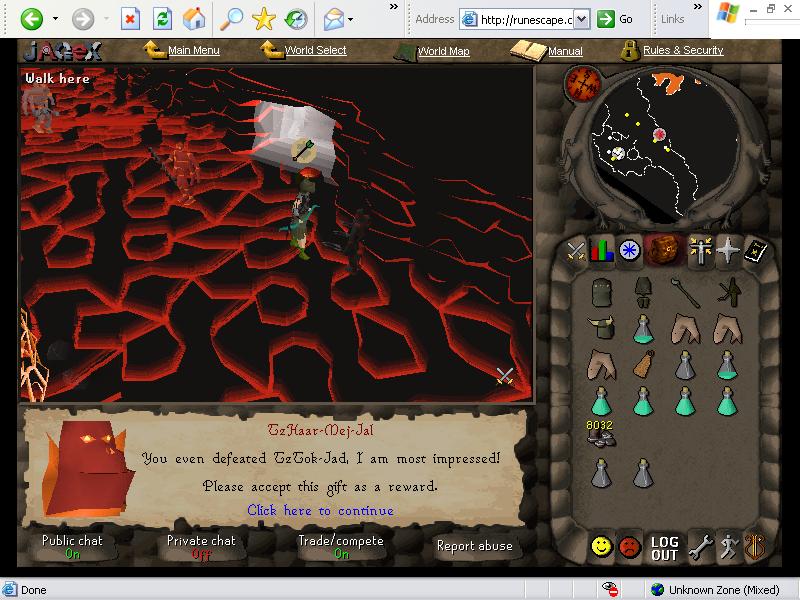 Back
Address
http://runescape.c
Go
Links
JAGeX
Main Menu
World Select
World Map
Manual
Rules & Security
Walk here
TzHaar-Mej-Jal
You even defeated TzTok-Jad, I am most impressed!
Please accept this gift as a reward.
Click here to continue
8032
Public chat
On
Private chat
Off
Trade/compete
On
Report abuse
LOG
OUT
Done
Unknown Zone (Mixed)